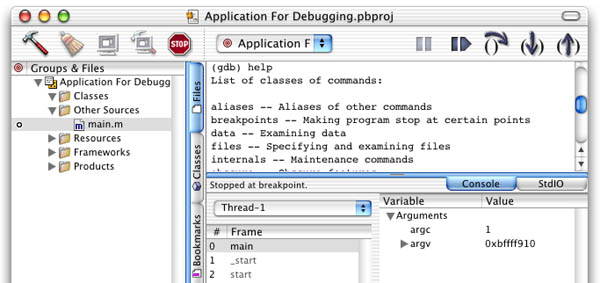 Application For Debugging.pbproj
STOP
Application F
Groups & Files
Application For Debugg
Classes
Other Sources
main.m
Resources
Frameworks
Products
Files
Classes
Bookmarks
(gdb) help
List of classes of commands:
aliases -- Aliases of other commands
breakpoints -- Making program stop at certain points
data -- Examining data
files -- Specifying and examining files
internals -- Maintenance commands
Stopped at breakpoint.
Console
StdIO
Thread-1
# Frame
0 main
1 _start
2 start
Variable Value
Arguments
argc 1
argv 0xbffff910